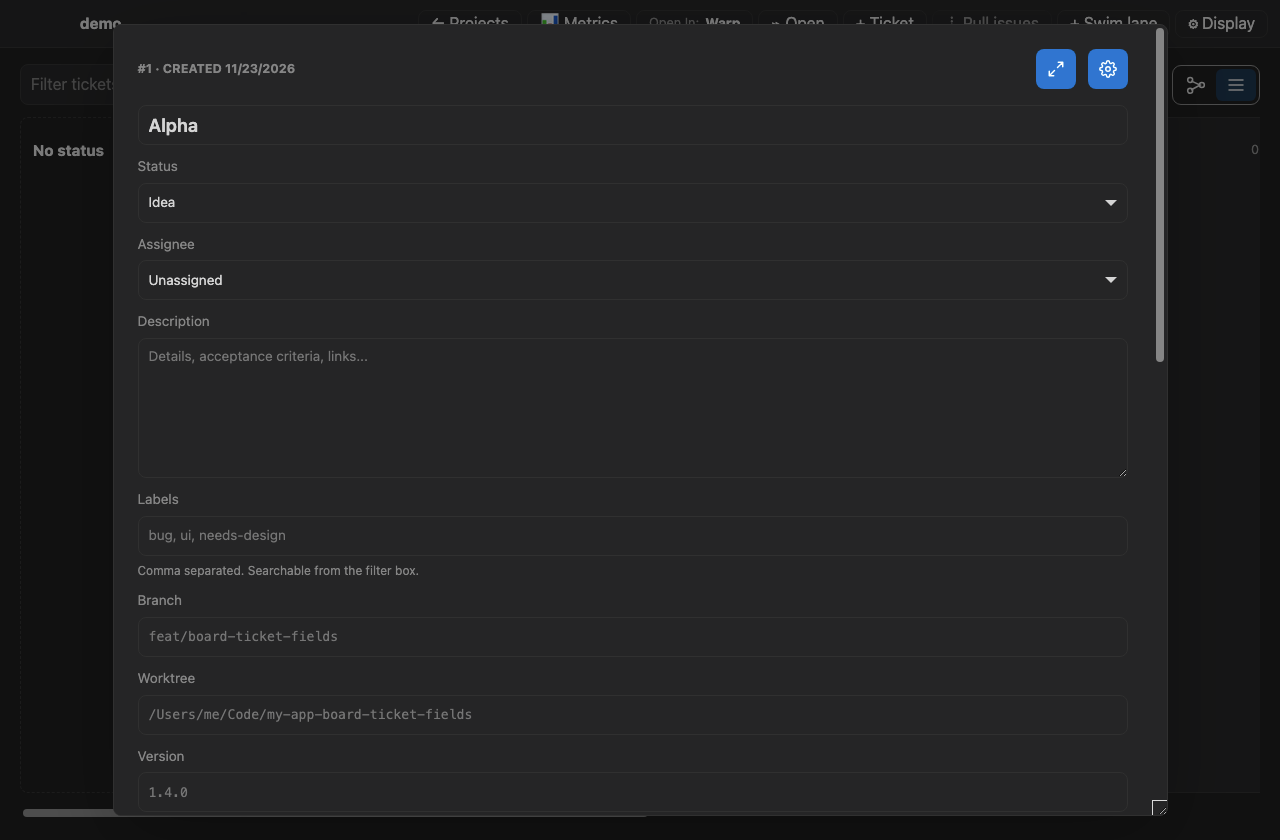 demo
← Projects
Metrics
Open In: Warp
Open
+ Ticket
Pull issues
+ Swim lane
Display
#1 · CREATED 11/23/2026
Filter tickets
Alpha
No status
0
Status
Idea
Assignee
Unassigned
Description
Details, acceptance criteria, links...
Labels
bug, ui, needs-design
Comma separated. Searchable from the filter box.
Branch
feat/board-ticket-fields
Worktree
/Users/me/Code/my-app-board-ticket-fields
Version
1.4.0